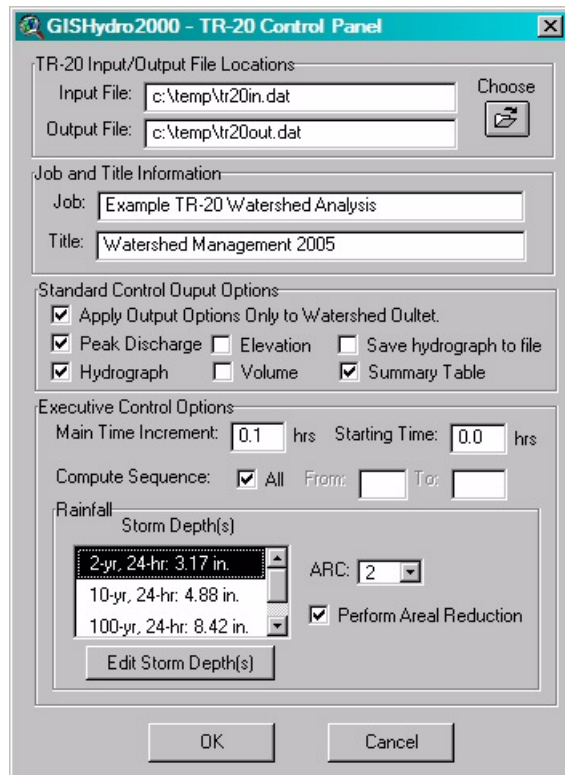 GISHydro2000 - TR-20 Control Panel
TR-20 Input/Output File Locations
Input File: c:\temp\tr20in.dat
Choose
Output File: c:\temp\tr20out.dat
Job and Title Information
Job: Example TR-20 Watershed Analysis
Title: Watershed Management 2005
Standard Control Ouput Options
Apply Output Options Only to Watershed Oultet.
Peak Discharge Elevation Save hydrograph to file
Hydrograph Volume Summary Table
Executive Control Options
Main Time Increment: 0.1 hrs Starting Time: 0.0 hrs
Compute Sequence: All From: To:
Rainfall
Storm Depth(s)
2-yr, 24-hr: 3.17 in.
ARC: 2
10-yr, 24-hr: 4.88 in.
Perform Areal Reduction
100-yr, 24-hr: 8.42 in.
Edit Storm Depth(s)
OK Cancel